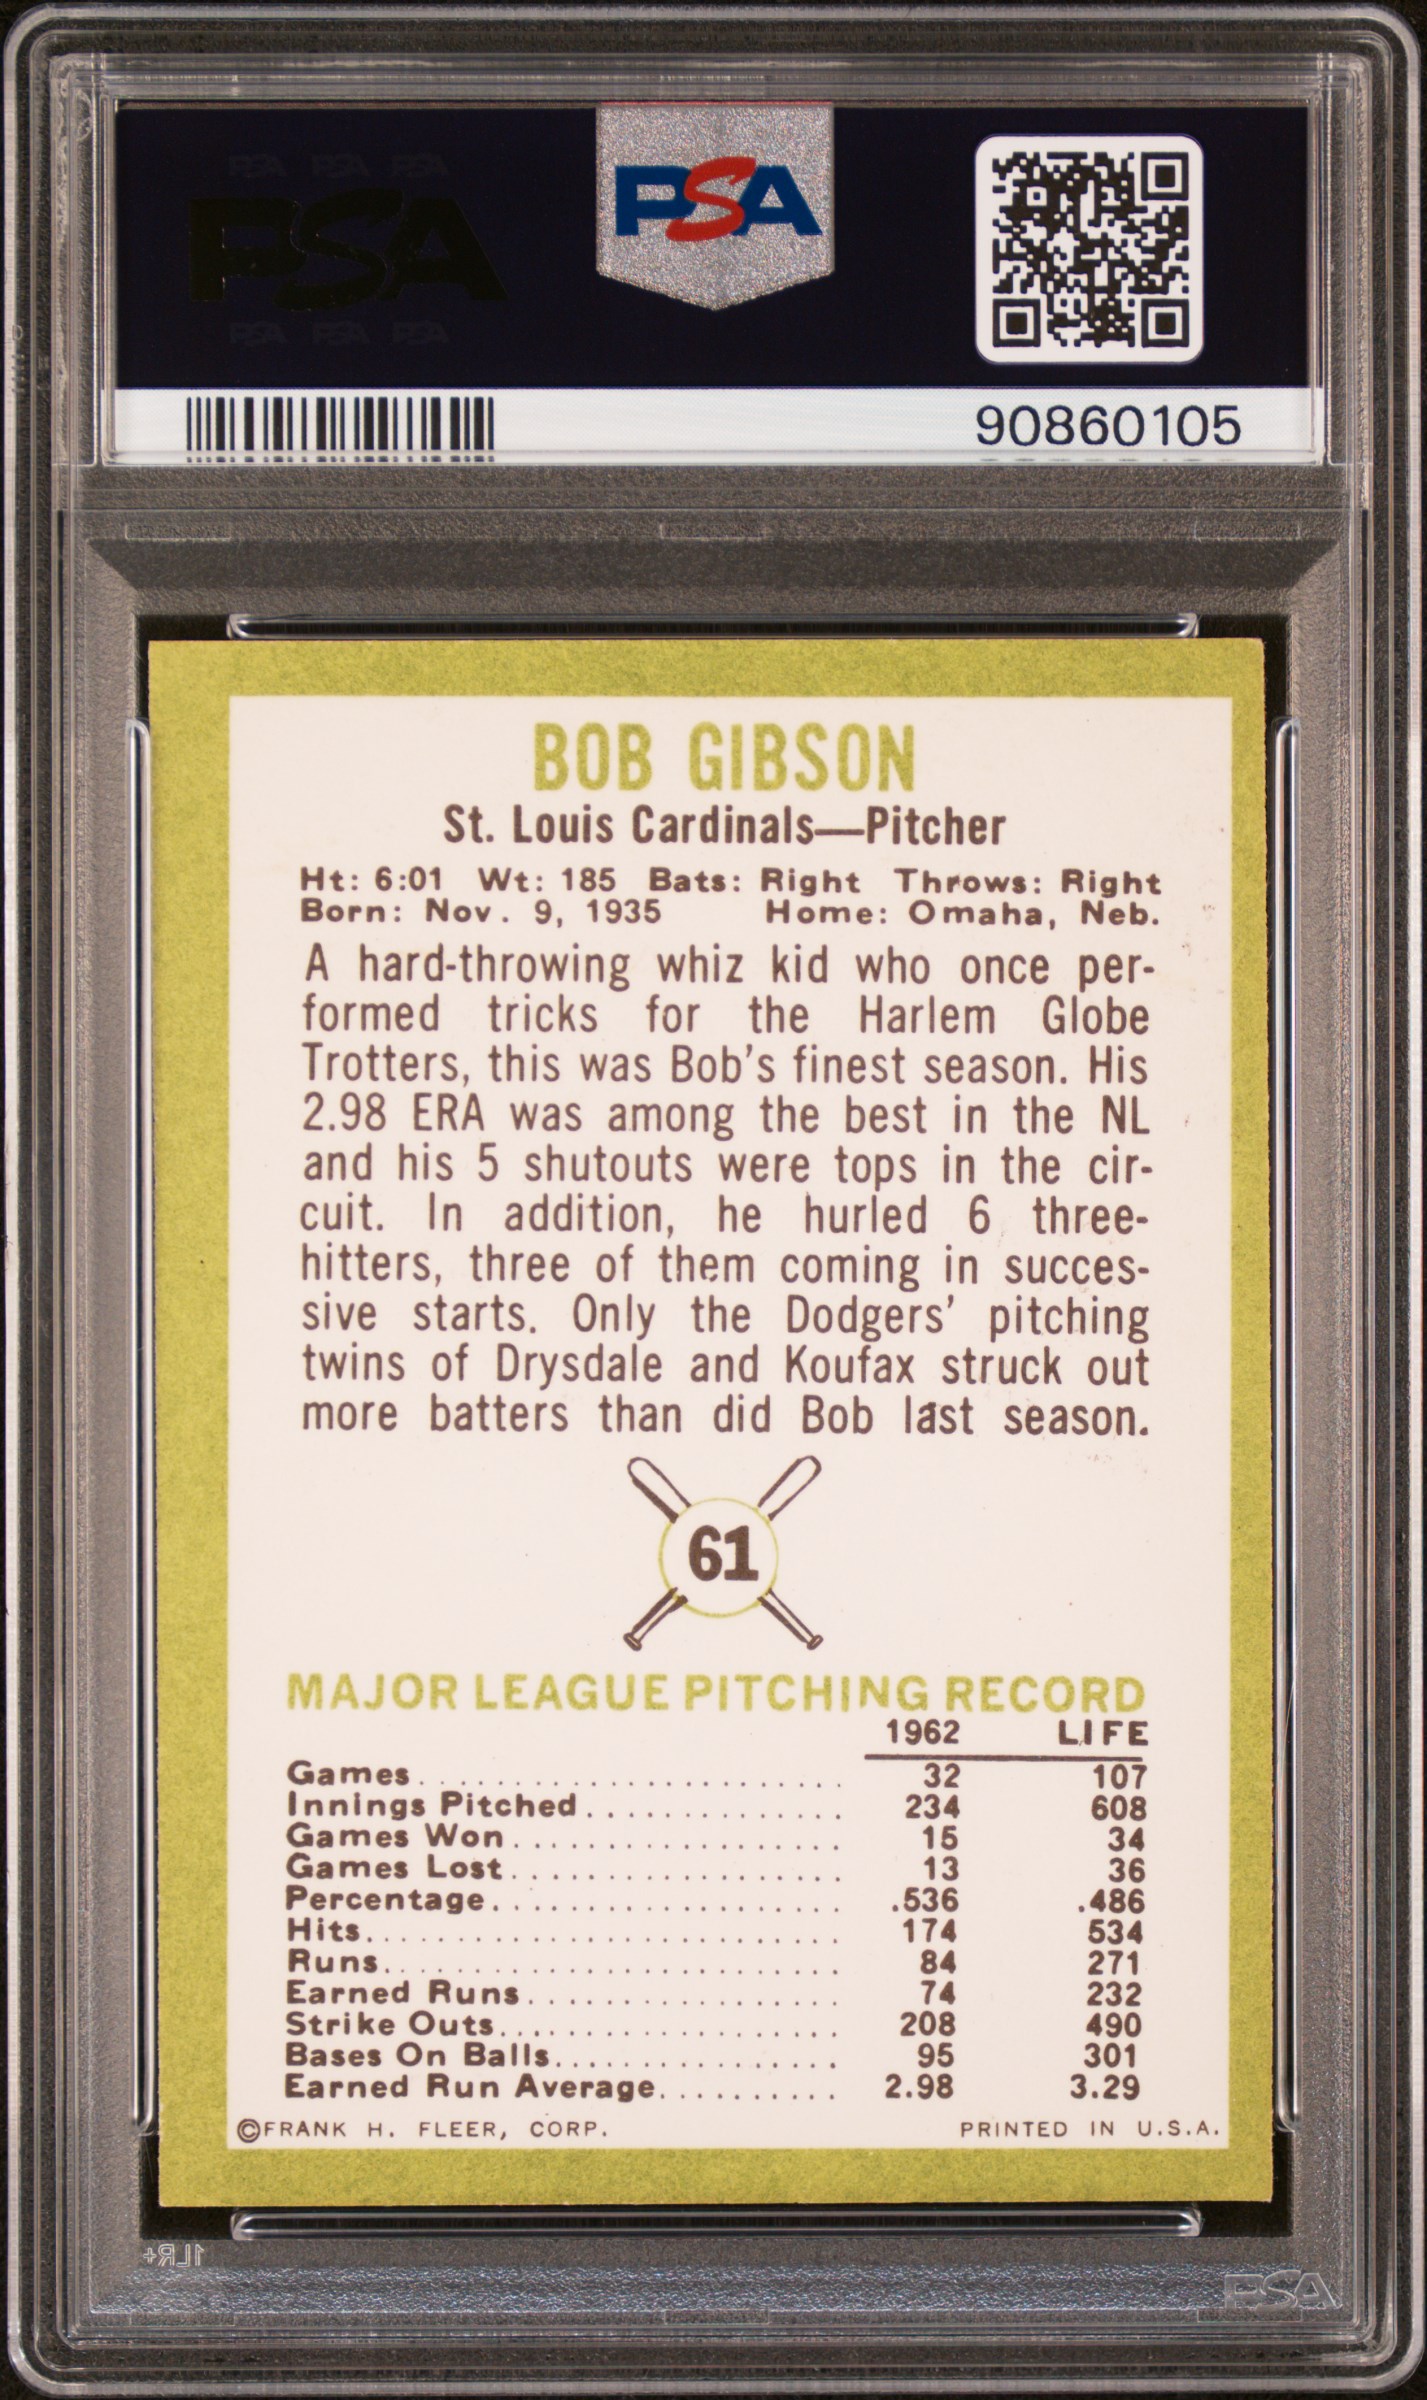 PSA PSA PSA
PSA
PSA PSA PSA
PSA
90860105
BOB GIBSON
St. Louis Cardinals—Pitcher
Ht: 6:01 Wt: 185 Bats: Right Throws: Right
Born: Nov. 9, 1935 Home: Omaha, Neb.
A hard-throwing whiz kid who once per-
formed tricks for the Harlem Globe
Trotters, this was Bob's finest season. His
2.98 ERA was among the best in the NL
and his 5 shutouts were tops in the cir-
cuit. In addition, he hurled 6 three-
hitters, three of them coming in succes-
sive starts. Only the Dodgers' pitching
twins of Drysdale and Koufax struck out
more batters than did Bob last season.
61
MAJOR LEAGUE PITCHING RECORD
1962 LIFE
Games 32 107
Innings Pitched 234 608
Games Won 15 34
Games Lost 13 36
Percentage .536 .486
Hits 174 534
Runs 84 271
Earned Runs 74 232
Strike Outs 208 490
Bases On Balls 95 301
Earned Run Average 2.98 3.29
©FRANK H. FLEER, CORP. PRINTED IN U.S.A.
1LR+
PSA